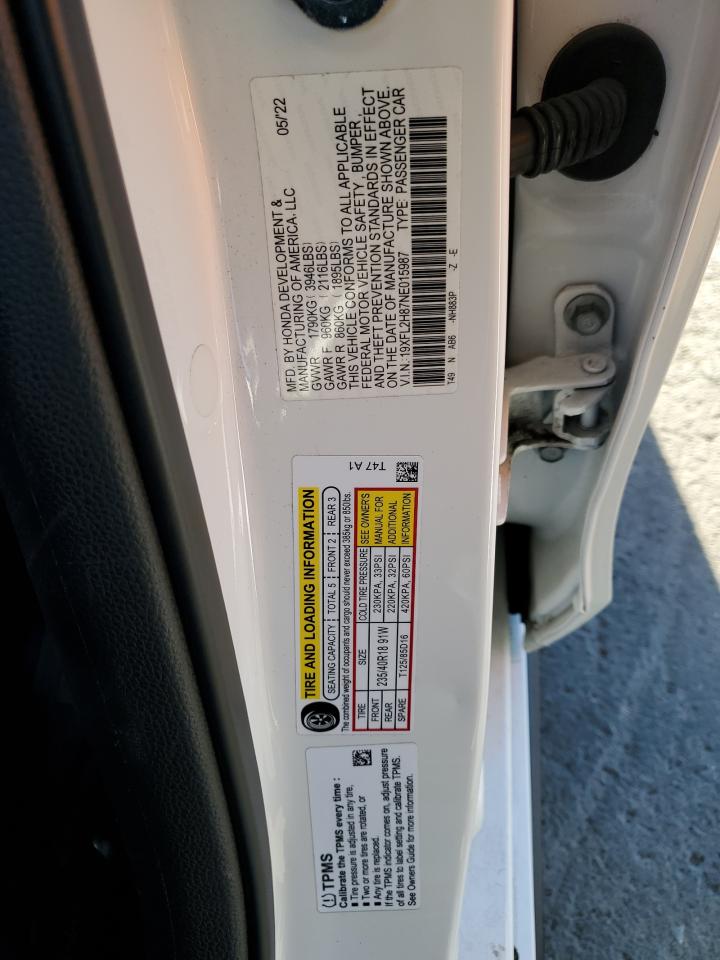 MFD. BY HONDA DEVELOPMENT & 05/'22
MANUFACTURING OF AMERICA, LLC
GVWR 1790KG ( 3946LBS)
GAWR F 960KG ( 2116LBS)
GAWR R 860KG ( 1895LBS)
THIS VEHICLE CONFORMS TO ALL APPLICABLE
FEDERAL MOTOR VEHICLE SAFETY, BUMPER,
AND THEFT PREVENTION STANDARDS IN EFFECT
ON THE DATE OF MANUFACTURE SHOWN ABOVE.
V.I.N.:19XFL2H87NE015987 TYPE: PASSENGER CAR
T49 N AB6 -NH883P -Z -E
TIRE AND LOADING INFORMATION T47 A1
SEATING CAPACITY TOTAL 5 FRONT 2 REAR 3
The combined weight of occupants and cargo should never exceed 385kg or 850lbs.
TIRE SIZE COLD TIRE PRESSURE SEE OWNER'S
FRONT 235/40R18 91W 230KPA, 33PSI MANUAL FOR
REAR 220KPA, 32PSI ADDITIONAL
SPARE T125/85D16 420KPA, 60PSI INFORMATION
TPMS
Calibrate the TPMS every time :
■ Tire pressure is adjusted in any tire,
■ Two or more tires are rotated, or
■ Any tire is replaced.
If the TPMS indicator comes on, adjust pressure
of all tires to label setting and calibrate TPMS.
See Owners Guide for more information.